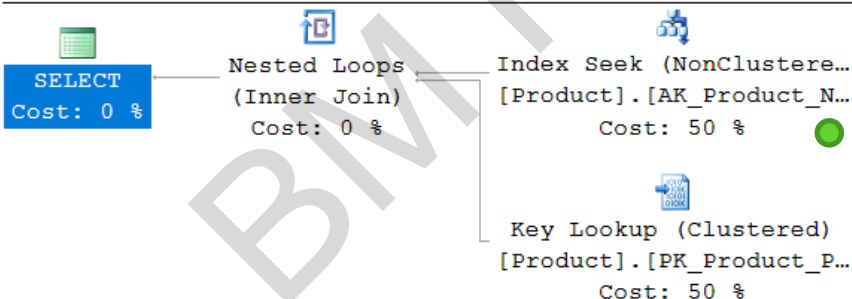 SELECT
Cost: 0 %
Nested Loops
(Inner Join)
Cost: 0 %
Index Seek (NonClustere...
[Product].[AK_Product_N...
Cost: 50 %
Key Lookup (Clustered)
[Product].[PK_Product_P...
Cost: 50 %
BMT